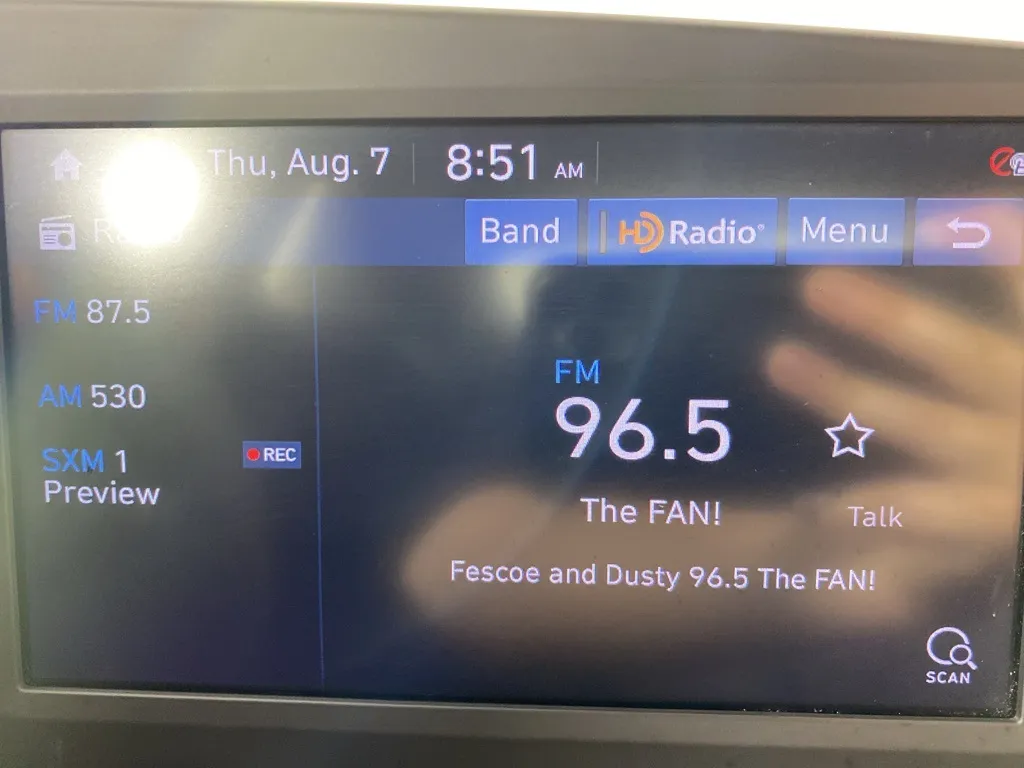 Thu, Aug. 7 8:51 AM
Radio Band HD Radio® Menu
FM 87.5
AM 530
SXM 1 REC
Preview
FM
96.5
The FAN!
Talk
Fescoe and Dusty 96.5 The FAN!
SCAN